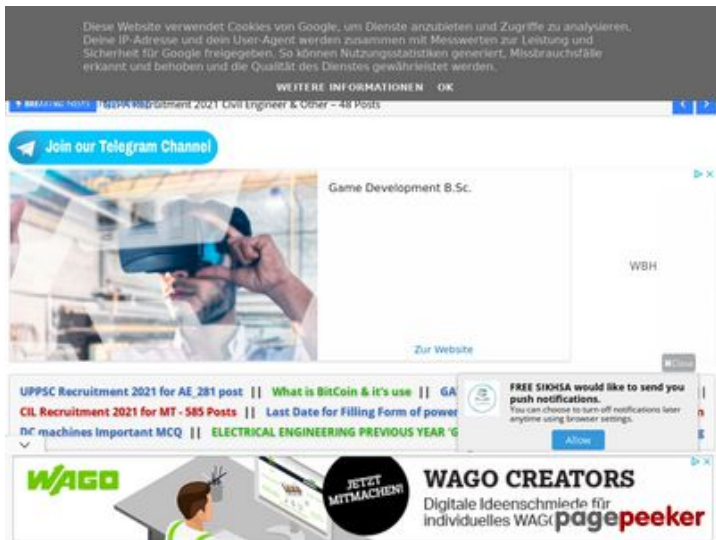 Diese Website verwendet Cookies von Google, um Dienste anzubieten und Zugriffe zu analysieren.
Deine IP-Adresse und dein User-Agent werden zusammen mit Messwerten zur Leistung und
Sicherheit für Google freigegeben. So können Nutzungsstatistiken generiert, Missbrauchsfälle
erkannt und behoben und die Qualität des Dienstes gewährleistet werden.
WEITERE INFORMATIONEN OK
Recruitment 2021 Civil Engineer & Other – 48 Posts
Join our Telegram Channel
Game Development B.Sc.
WBH
Zur Website
Close
UPPSC Recruitment 2021 for AE_281 post || What is BitCoin & it's use || GA
CIL Recruitment 2021 for MT - 585 Posts || Last Date for Filling Form of power
DC machines Important MCQ || ELECTRICAL ENGINEERING PREVIOUS YEAR 'G
FREE SIKHSA would like to send you
push notifications.
You can choose to turn off notifications later
anytime using browser settings.
Allow
WAGO
JETZT
MITMACHEN!
WAGO CREATORS
Digitale Ideenschmiede für
individuelles WAGO
pagepeeker